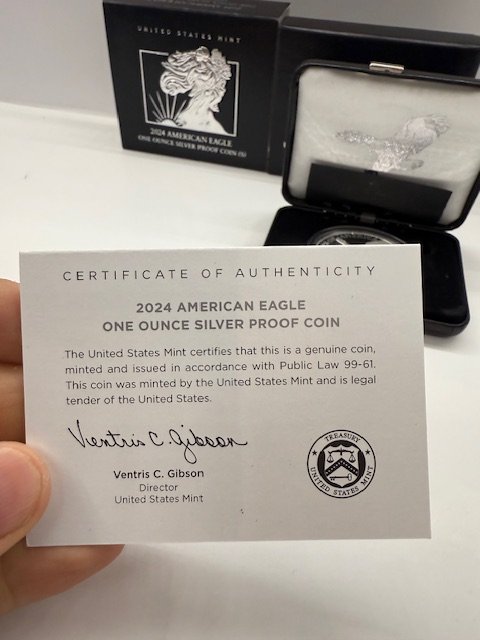 UNITED STATES MINT
2024 AMERICAN EAGLE
ONE OUNCE SILVER PROOF COIN (S)
CERTIFICATE OF AUTHENTICITY
2024 AMERICAN EAGLE
ONE OUNCE SILVER PROOF COIN
The United States Mint certifies that this is a genuine coin,
minted and issued in accordance with Public Law 99-61.
This coin was minted by the United States Mint and is legal
tender of the United States.
Ventris C. Gibson
Ventris C. Gibson
Director
United States Mint
TREASURY
UNITED STATES MINT